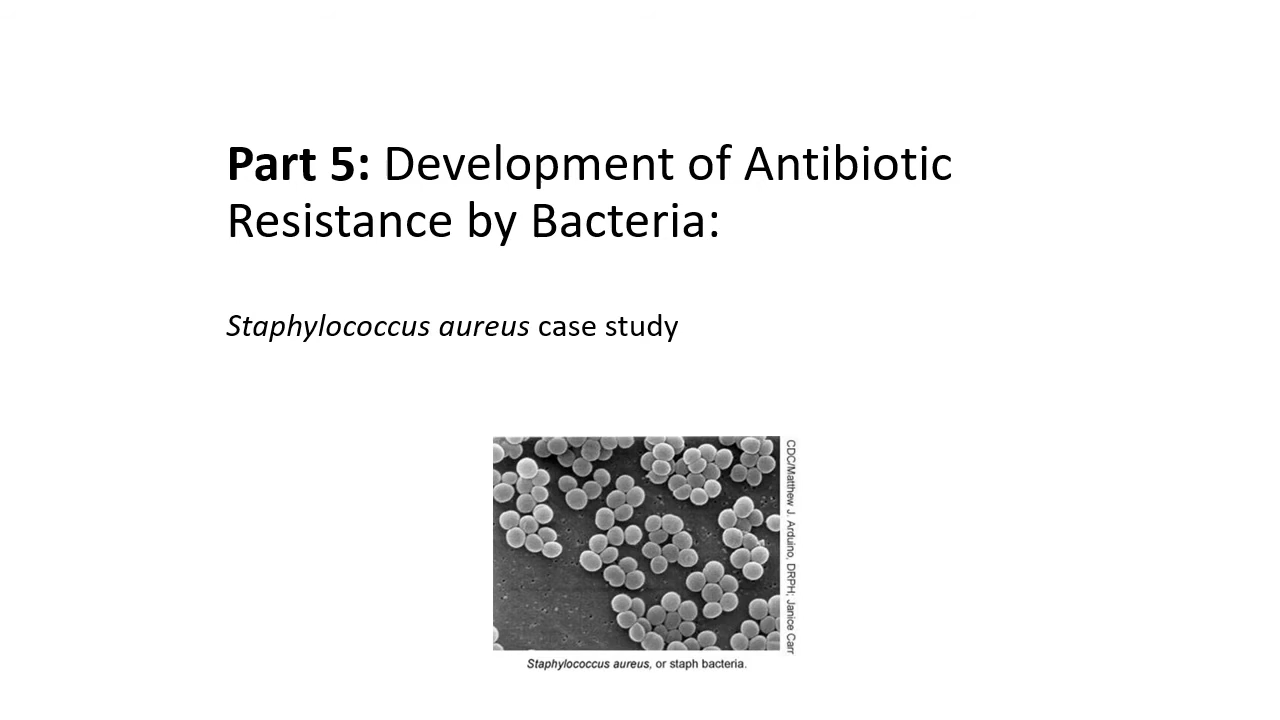 Part 5: Development of Antibiotic
Resistance by Bacteria:
Staphylococcus aureus case study
CDC/Matthew J. Arduino, DRPH; Janice Carr
Staphylococcus aureus, or staph bacteria.